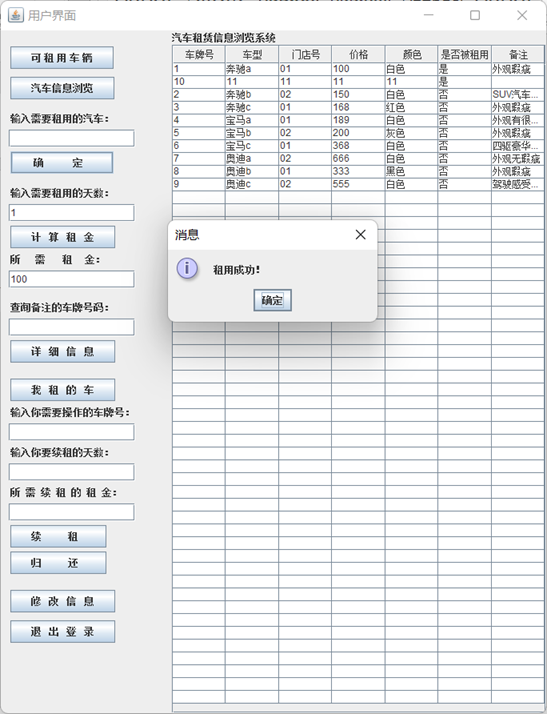 用户界面
汽车租赁信息浏览系统
可租用车辆
汽车信息浏览
输入需要租用的汽车:
确 定
输入需要租用的天数:
1
计 算 租 金
所 需 租 金:
100
查询备注的车牌号码:
详 细 信 息
我 租 的 车
输入你需要操作的车牌号:
输入你要续租的天数:
所 需 续 租 的 租 金:
续 租
归 还
修 改 信 息
退 出 登 录
车牌号 车型 门店号 价格 颜色 是否被租用 备注
1 奔驰a 01 100 白色 是 外观瑕疵
10 11 11 11 11 是
2 奔驰b 02 150 白色 否 SUV汽车...
3 奔驰c 01 168 红色 否 外观瑕疵
4 宝马a 01 189 白色 否 外观有很...
5 宝马b 02 200 灰色 否 外观瑕疵
6 宝马c 01 368 白色 否 四驱豪华...
7 奥迪a 02 666 白色 否 外观无瑕疵
8 奥迪b 01 333 黑色 否 外观瑕疵
9 奥迪c 02 555 白色 否 驾驶感受...
消息
租用成功!
确定